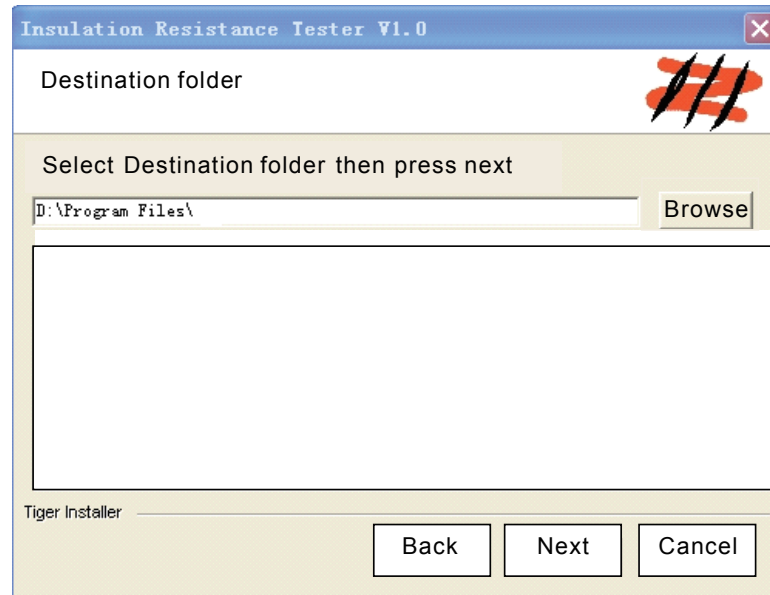 Insulation Resistance Tester V1.0
Destination folder
Select Destination folder then press next
D:\Program Files\
Browse
Tiger Installer
Back Next Cancel